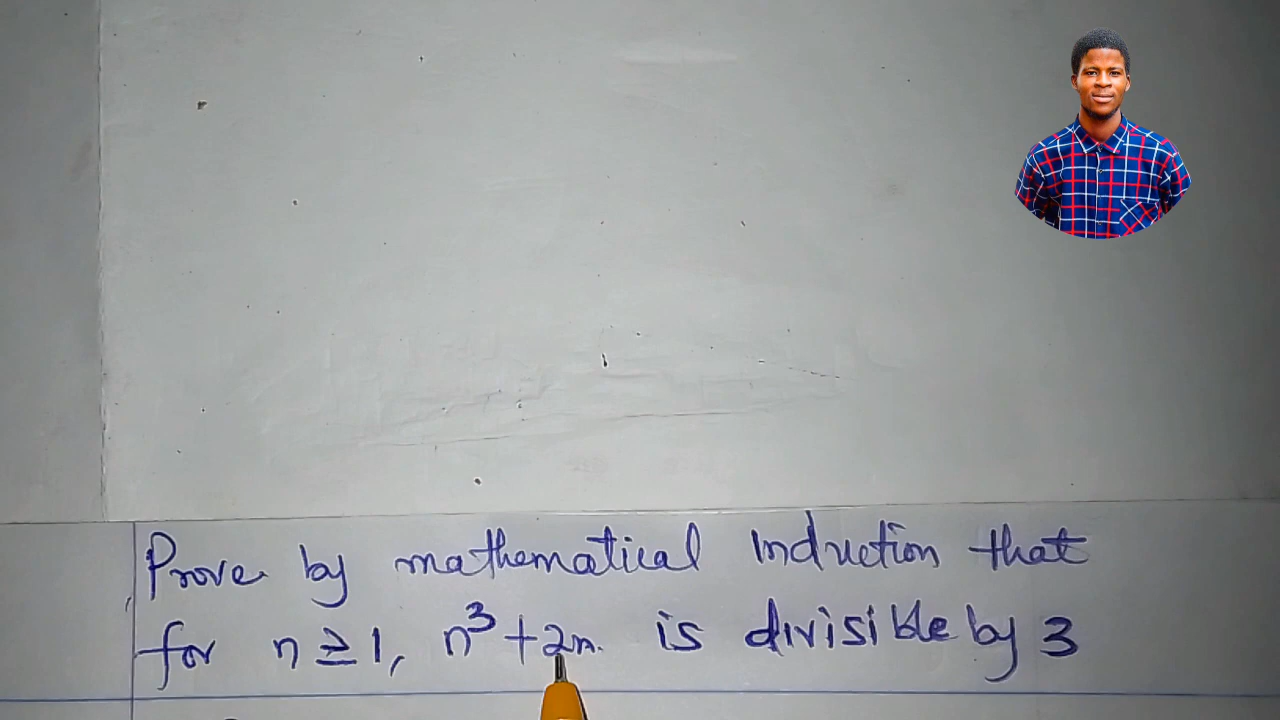 Prove by mathematical induction that
for n ≥ 1, n³ + 2n is divisible by 3